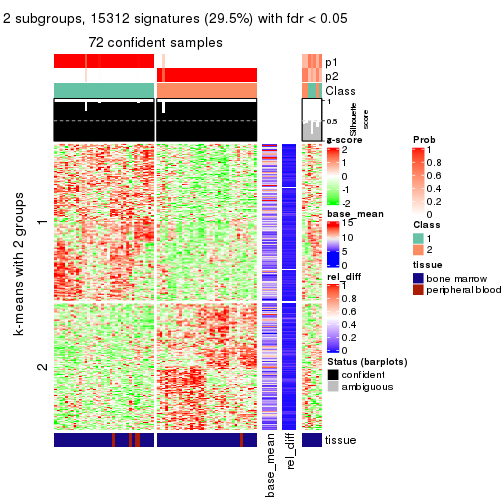 2 subgroups, 15312 signatures (29.5%) with fdr < 0.05
72 confident samples
p1
p2
Class
1
0.5
0
Silhouette
score
k-means with 2 groups
1
2
z-score
2
1
0
-1
-2
base_mean
15
10
5
0
rel_diff
1
0.8
0.6
0.4
0.2
0
Status (barplots)
confident
ambiguous
Prob
1
0.8
0.6
0.4
0.2
0
Class
1
2
tissue
bone marrow
peripheral blood
tissue
base_mean
rel_diff